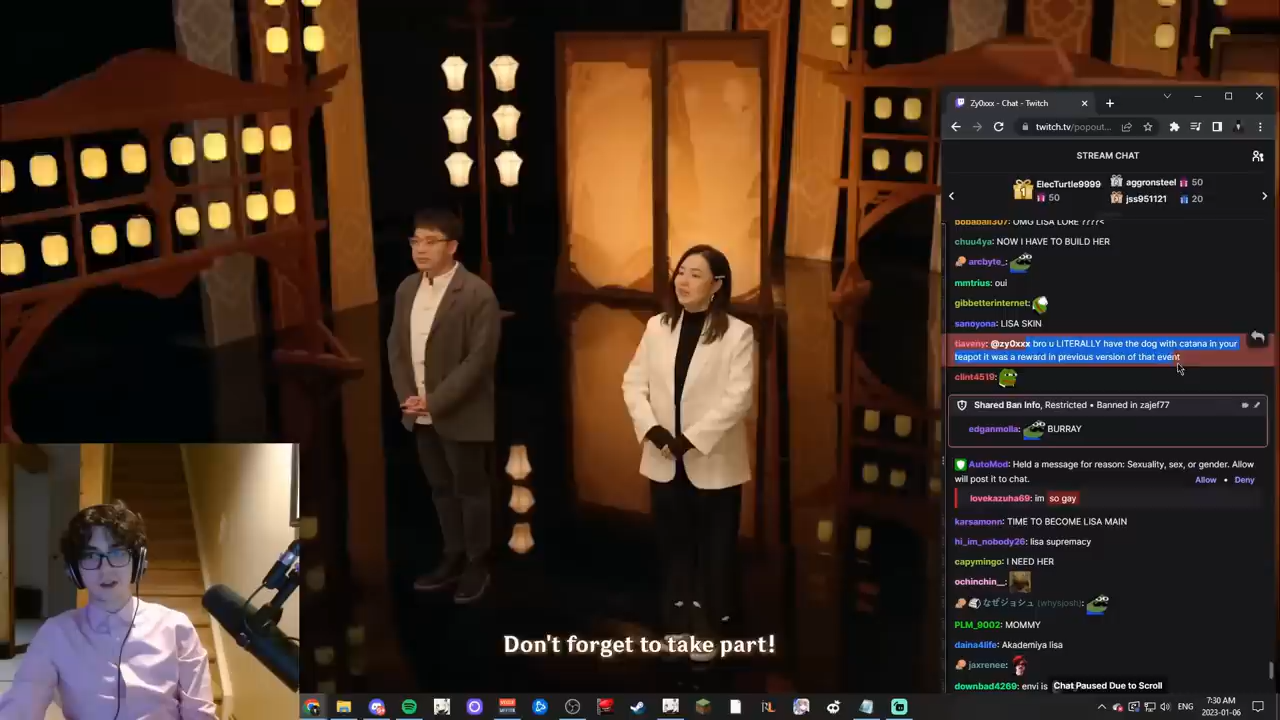 Zy0xxx - Chat - Twitch
twitch.tv/popout...
STREAM CHAT
ElecTurtle9999
50
aggronsteel 50
jss951121 20
bobaball307: OMG LISA LORE ????<
chuu4ya: NOW I HAVE TO BUILD HER
arcbyte_:
mmtrius: oui
gibbetterinternet:
sanoyona: LISA SKIN
tiaveny: @zy0xxx bro u LITERALLY have the dog with catana in your
teapot it was a reward in previous version of that event
clint4519:
Shared Ban Info, Restricted • Banned in zajef77
edganmolla: BURRAY
AutoMod: Held a message for reason: Sexuality, sex, or gender. Allow
will post it to chat.
Allow • Deny
lovekazuha69: im so gay
karsamonn: TIME TO BECOME LISA MAIN
hi_im_nobody26: lisa supremacy
capymingo: I NEED HER
ochinchin__:
なぜジョシュ (whysjosh):
PLM_9002: MOMMY
daina4life: Akademiya lisa
jaxrenee:
downbad4269: envi is
Chat Paused Due to Scroll
Don't forget to take part!
ENG
7:30 AM
2023-01-06